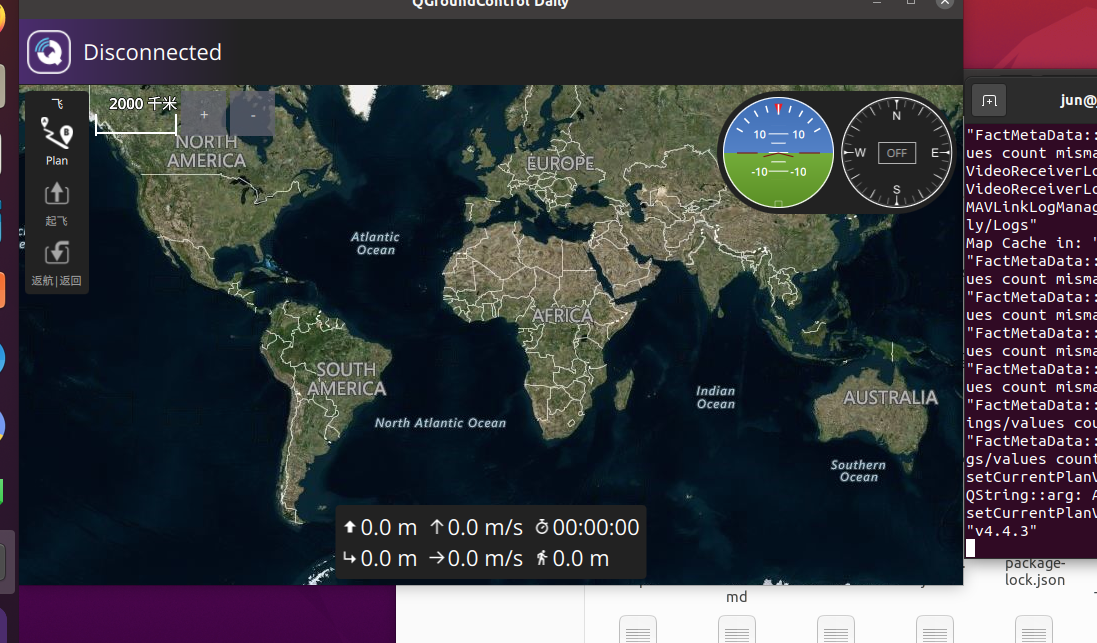 QGroundControl Daily
Disconnected
飞
Plan
起飞
返航|返回
2000 千米
+
-
NORTH
AMERICA
EUROPE
Atlantic
Ocean
AFRICA
SOUTH
AMERICA
North Atlantic Ocean
Indian
Ocean
AUSTRALIA
Southern
Ocean
10 10
-10 -10
N
W OFF E
S
0.0 m 0.0 m/s 00:00:00
0.0 m 0.0 m/s 0.0 m
jun@
"FactMetaData::
ues count misma
VideoReceiverLo
VideoReceiverLo
MAVLinkLogManag
ly/Logs"
Map Cache in: "
"FactMetaData::
ues count misma
"FactMetaData::
ues count misma
"FactMetaData::
ues count misma
"FactMetaData::
ues count misma
"FactMetaData::
ings/values cou
"FactMetaData::
gs/values count
setCurrentPlanV
QString::arg: A
setCurrentPlanV
"v4.4.3"
md
package-
lock.json